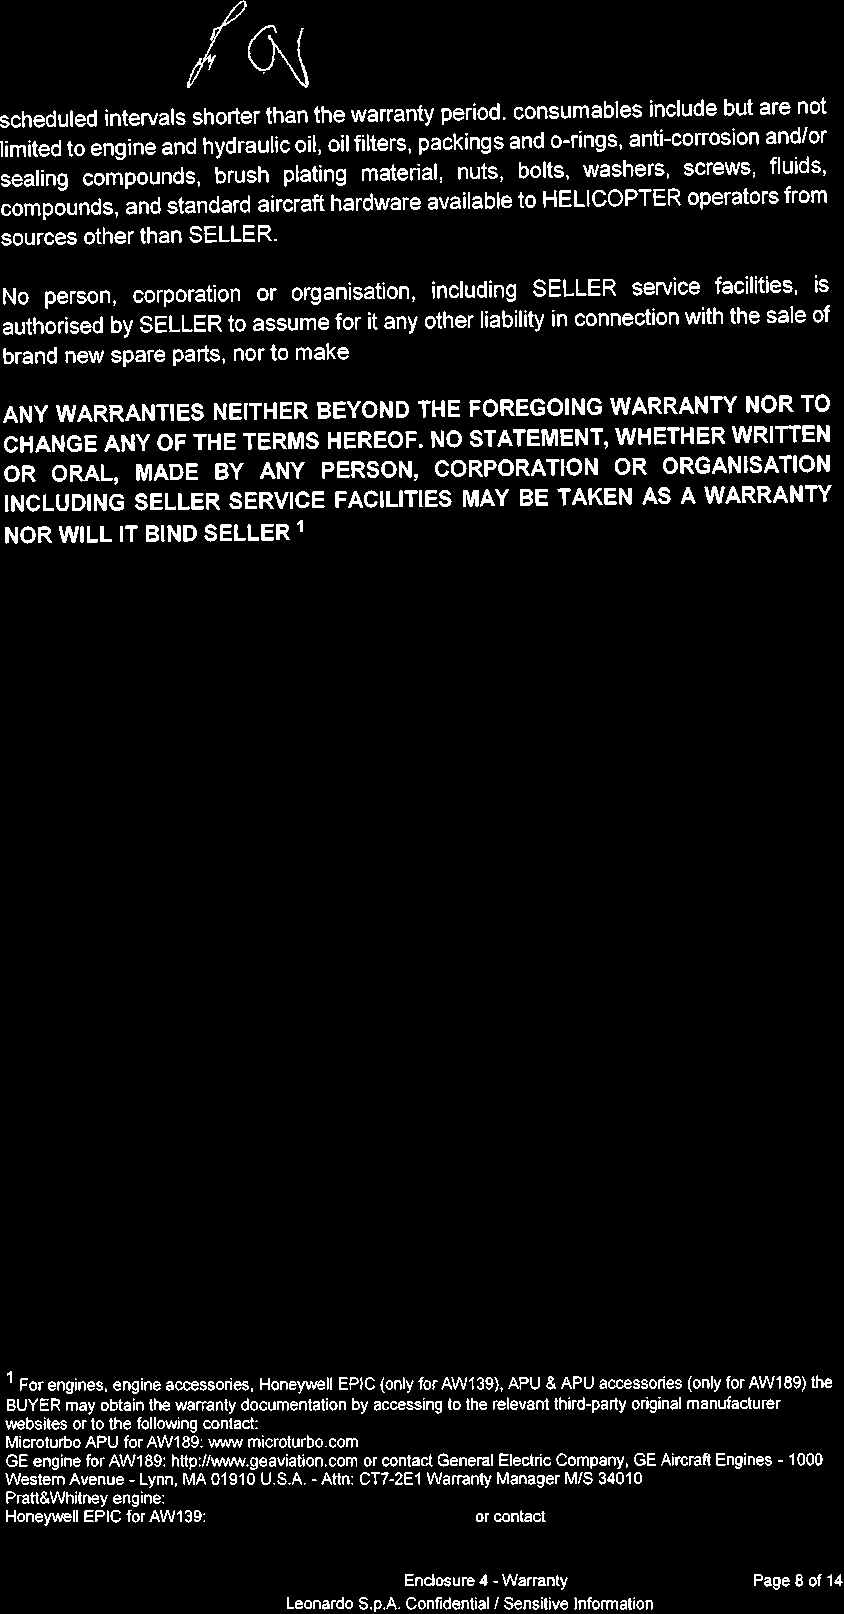 scheduled intervals shorter than the warranty period. consumables include but are not
limited to engine and hydraulic oil, oil filters, packings and o-rings, anti-corrosion and/or
sealing compounds, brush plating material, nuts, bolts, washers, screws, fluids,
compounds, and standard aircraft hardware available to HELICOPTER operators from
sources other than SELLER.
No person, corporation or organisation, including SELLER service facilities, is
authorised by SELLER to assume for it any other liability in connection with the sale of
brand new spare parts, nor to make
ANY WARRANTIES NEITHER BEYOND THE FOREGOING WARRANTY NOR TO
CHANGE ANY OF THE TERMS HEREOF. NO STATEMENT, WHETHER WRITTEN
OR ORAL, MADE BY ANY PERSON, CORPORATION OR ORGANISATION
INCLUDING SELLER SERVICE FACILITIES MAY BE TAKEN AS A WARRANTY
NOR WILL IT BIND SELLER 1
1 For engines, engine accessories, Honeywell EPIC (only for AW139), APU & APU accessories (only for AW189) the
BUYER may obtain the warranty documentation by accessing to the relevant third-party original manufacturer
websites or to the following contact:
Microturbo APU for AW189: www microturbo.com
GE engine for AW189: http://www.geaviation.com or contact General Electric Company, GE Aircraft Engines - 1000
Western Avenue - Lynn, MA 01910 U.S.A. - Attn: CT7-2E1 Warranty Manager M/S 34010
Pratt&Whitney engine:
Honeywell EPIC for AW139: or contact
Enclosure 4 - Warranty Page 8 of 14
Leonardo S.p.A. Confidential / Sensitive Information